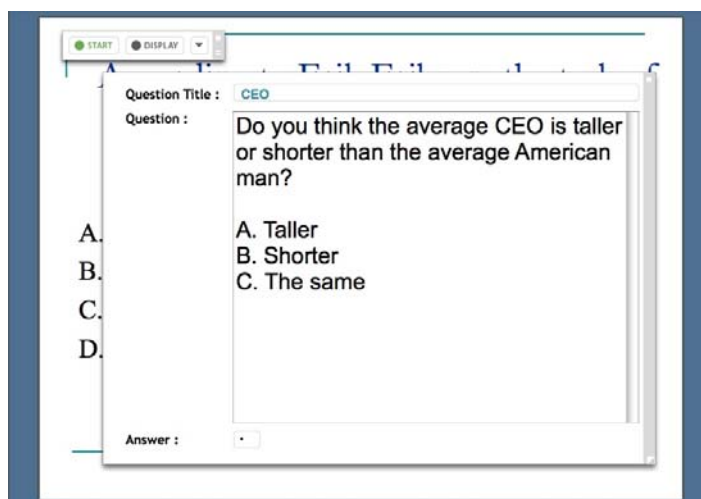 START DISPLAY
Question Title : CEO
Question :
Do you think the average CEO is taller
or shorter than the average American
man?
A. Taller
B. Shorter
C. The same
A.
B.
C.
D.
Answer :